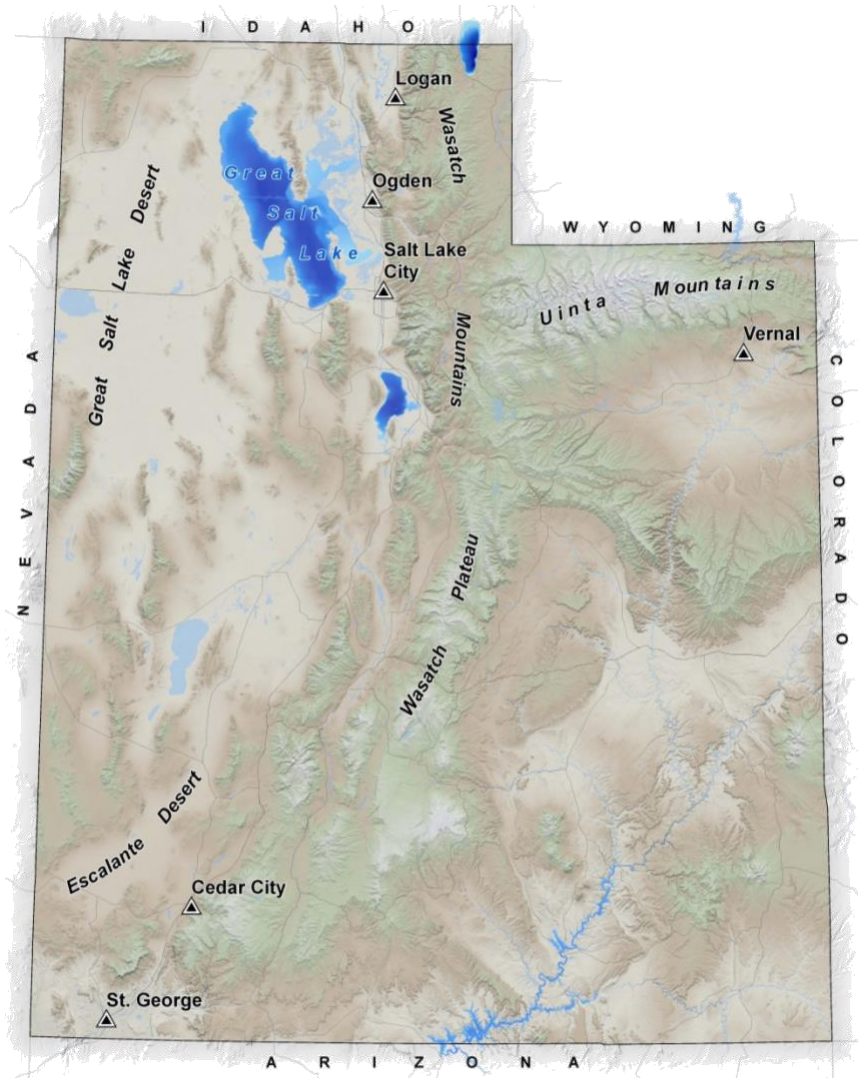 I D A H O
Logan
Wasatch
Great
Salt
Lake
Ogden
Great Salt Lake Desert
Salt Lake
City
W Y O M I N G
Uinta Mountains
Mountains
Vernal
N E V A D A
C O L O R A D O
Wasatch Plateau
Escalante Desert
Cedar City
St. George
A R I Z O N A